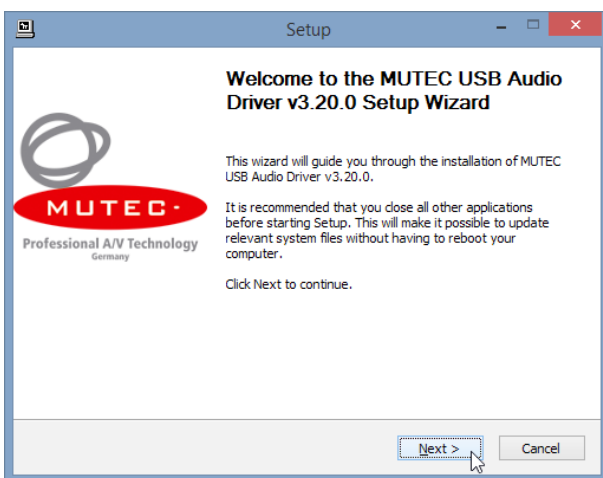 Setup
Welcome to the MUTEC USB Audio
Driver v3.20.0 Setup Wizard
This wizard will guide you through the installation of MUTEC
USB Audio Driver v3.20.0.
It is recommended that you close all other applications
before starting Setup. This will make it possible to update
relevant system files without having to reboot your
computer.
Click Next to continue.
MUTEC
Professional A/V Technology
Germany
Next >
Cancel